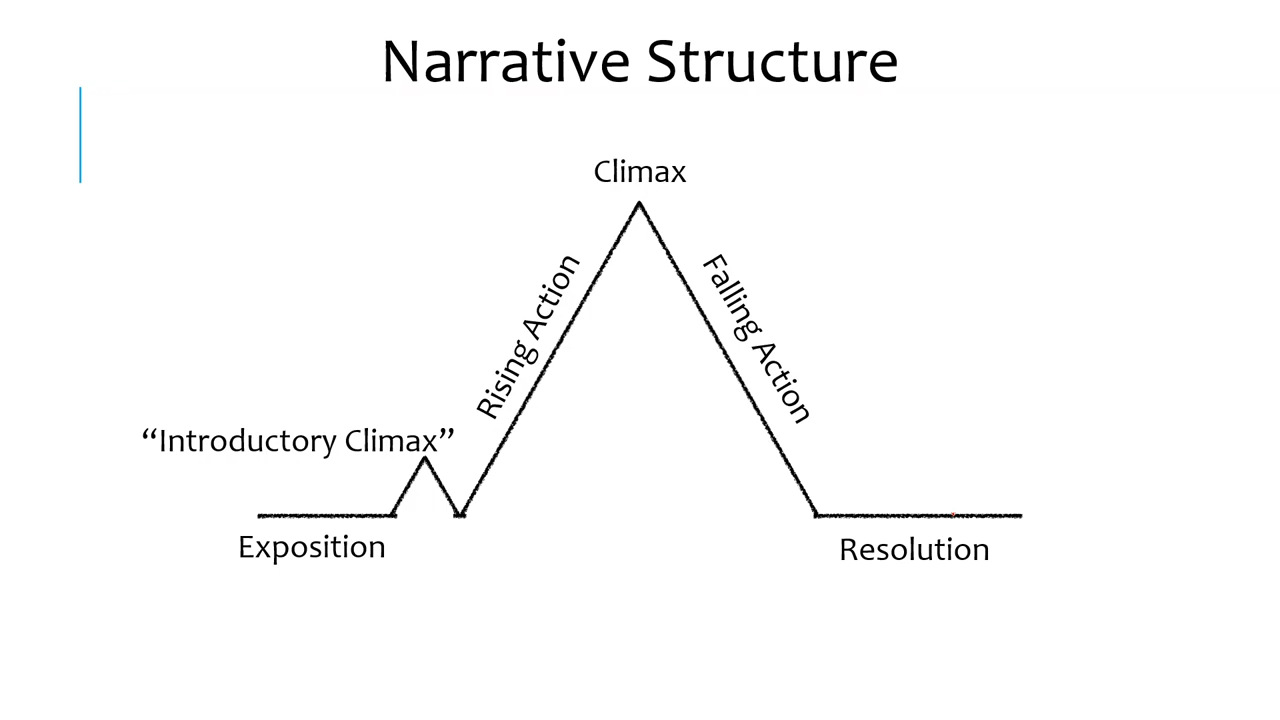 Narrative Structure
Climax
Rising Action
Falling Action
“Introductory Climax”
Exposition
Resolution